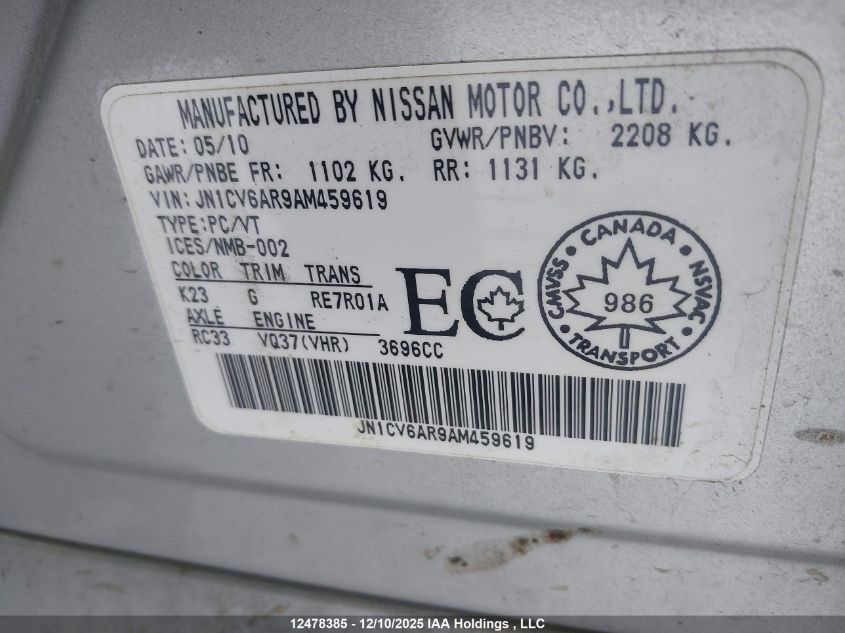 MANUFACTURED BY NISSAN MOTOR CO.,LTD.
DATE: 05/10 GVWR/PNBV: 2208 KG.
GAWR/PNBE FR: 1102 KG. RR: 1131 KG.
VIN: JN1CV6AR9AM459619
TYPE:PC/VT
ICES/NMB-002
COLOR TRIM TRANS
K23 G RE7R01A
AXLE ENGINE
RC33 VQ37(VHR) 3696CC
EC
CANADA
CMVSS
NSVAC
986
TRANSPORT
JN1CV6AR9AM459619
12478385 - 12/10/2025 IAA Holdings , LLC